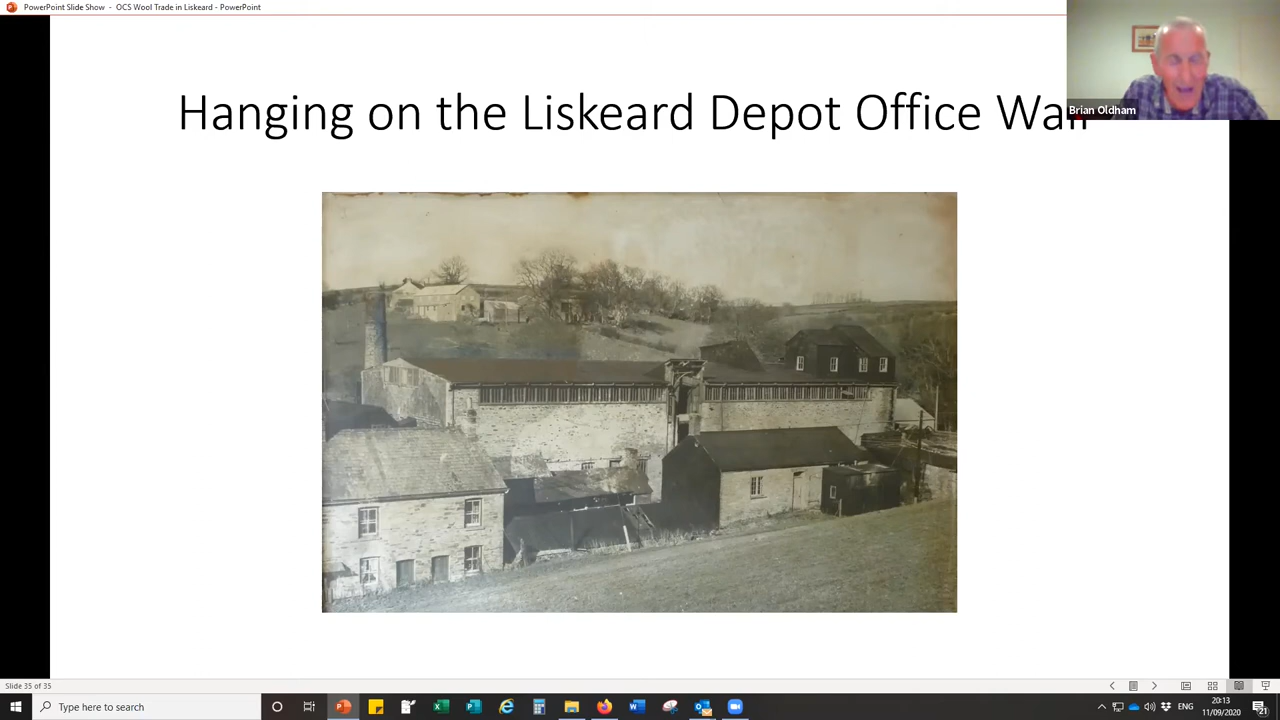 PowerPoint Slide Show - OCS Wool Trade in Liskeard - PowerPoint
Hanging on the Liskeard Depot Office Wall
Brian Oldham
Slide 35 of 35
Type here to search
ENG
20:13
11/09/2020
21